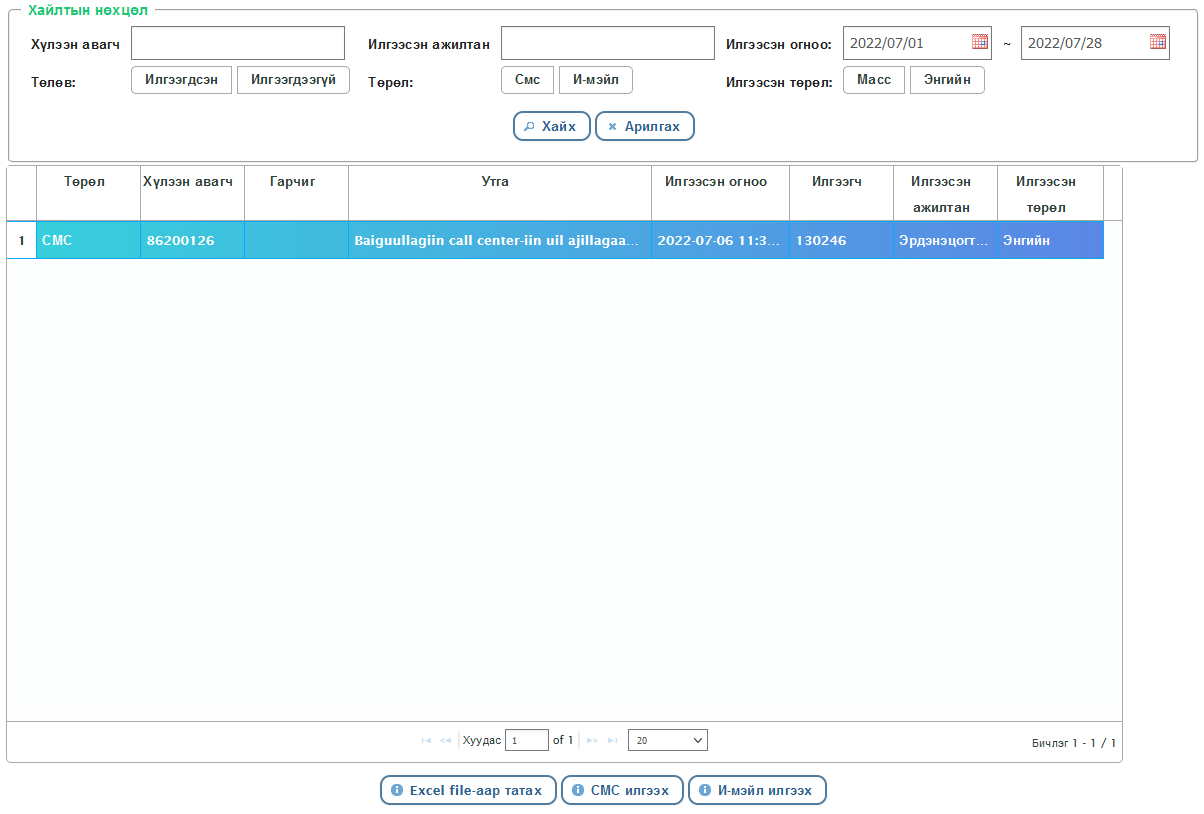 Хайлтын нөхцөл
Хүлээн авагч Илгээсэн ажилтан Илгээсэн огноо: 2022/07/01 ~ 2022/07/28
Төлөв: Илгээгдсэн Илгээгдээгүй Төрөл: Смс И-мэйл Илгээсэн төрөл: Масс Энгийн
Хайх Арилгах
Төрөл Хүлээн авагч Гарчиг Утга Илгээсэн огноо Илгээгч Илгээсэн ажилтан Илгээсэн төрөл
1 СМС 86200126 Baiguullagiin call center-iin uil ajillagaa... 2022-07-06 11:3... 130246 Эрдэнэцогт... Энгийн
Хуудас 1 of 1 20 Бичлэг 1 - 1 / 1
Excel file-аар татах СМС илгээх И-мэйл илгээх